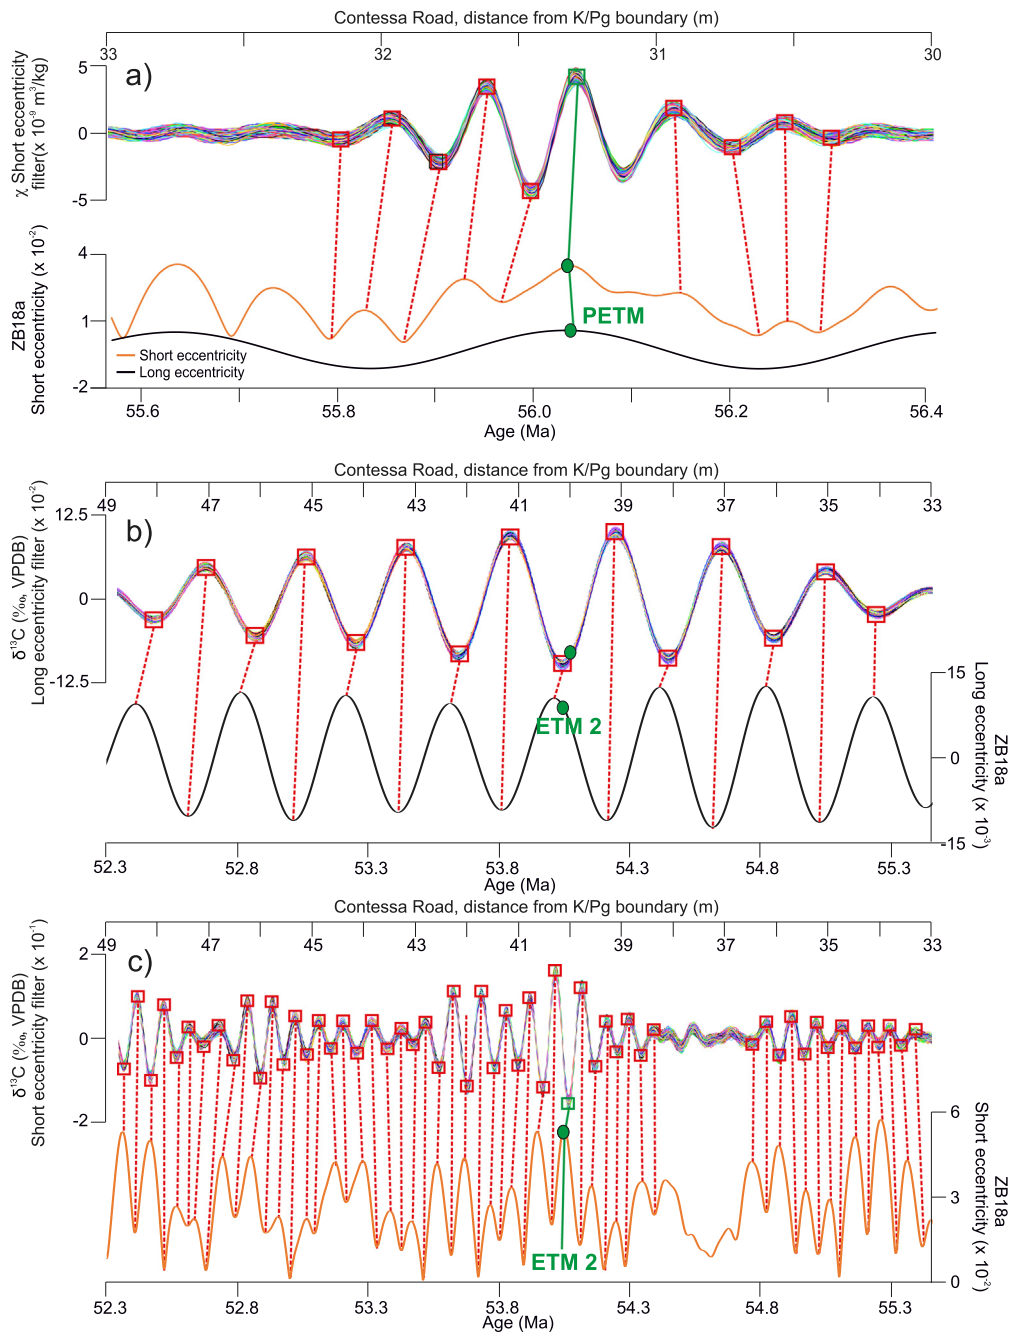 Contessa Road, distance from K/Pg boundary (m)
33 32 31 30
a)
χ Short eccentricity
filter(x 10⁻⁹ m³/kg)
5
0
-5
ZB18a
Short eccentricity (x 10⁻²)
4
1
-2
PETM
Short eccentricity
Long eccentricity
55.6 55.8 56.0 56.2 56.4
Age (Ma)
Contessa Road, distance from K/Pg boundary (m)
49 47 45 43 41 39 37 35 33
b)
δ¹³C (‰, VPDB)
Long eccentricity filter (x 10⁻²)
12.5
0
-12.5
ETM 2
15
0
-15
ZB18a
Long eccentricity (x 10⁻³)
52.3 52.8 53.3 53.8 54.3 54.8 55.3
Age (Ma)
Contessa Road, distance from K/Pg boundary (m)
49 47 45 43 41 39 37 35 33
c)
δ¹³C (‰, VPDB)
Short eccentricity filter (x 10⁻¹)
2
0
-2
ETM 2
6
3
0
ZB18a
Short eccentricity (x 10⁻²)
52.3 52.8 53.3 53.8 54.3 54.8 55.3
Age (Ma)